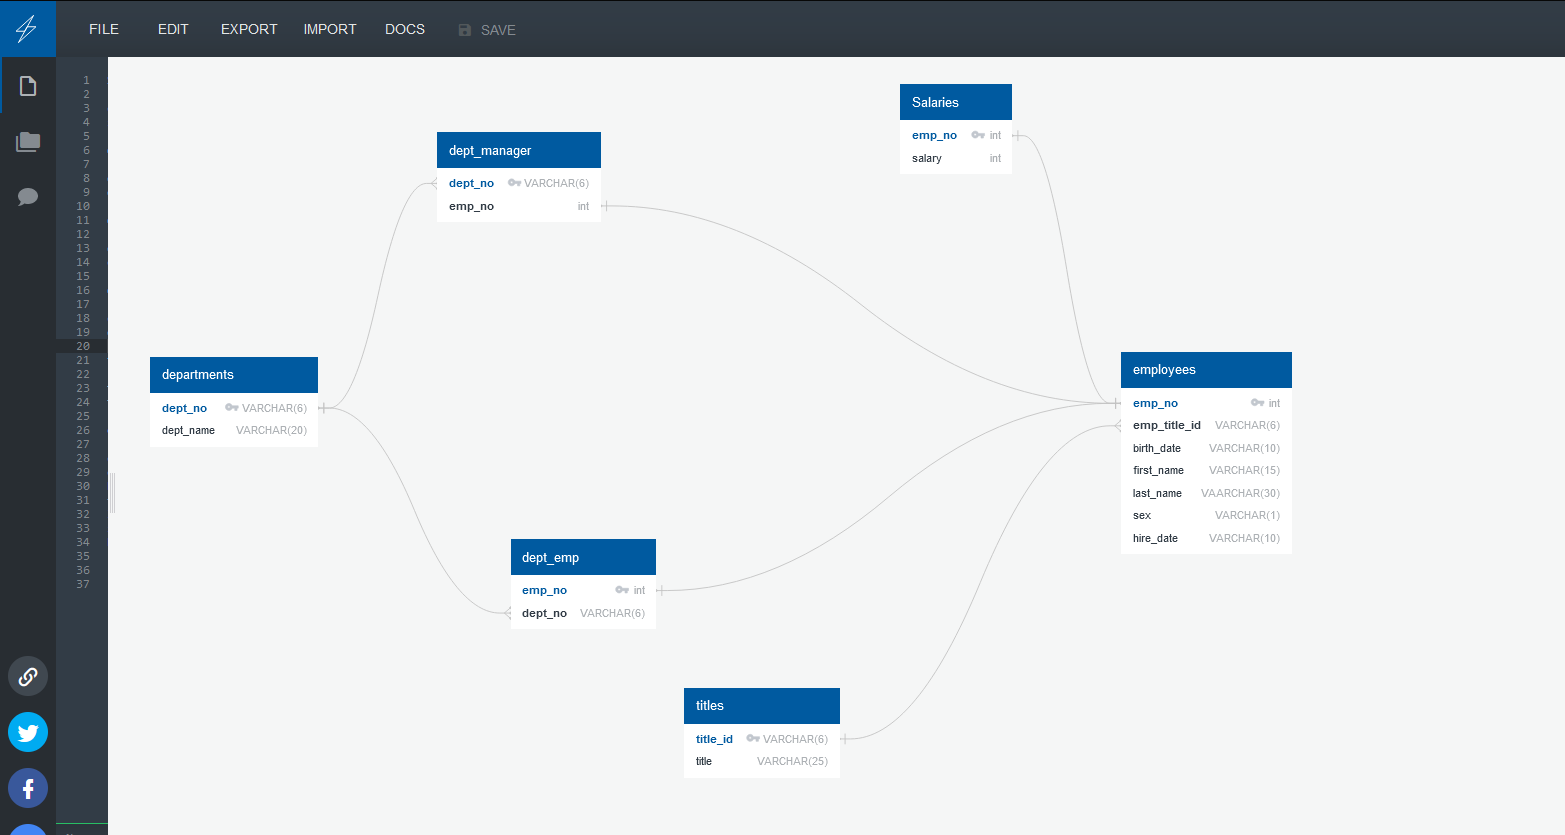 FILE EDIT EXPORT IMPORT DOCS SAVE
1
2
3
4
5
6
7
8
9
10
11
12
13
14
15
16
17
18
19
20
21
22
23
24
25
26
27
28
29
30
31
32
33
34
35
36
37
Salaries
emp_no int
salary int
dept_manager
dept_no VARCHAR(6)
emp_no int
departments
dept_no VARCHAR(6)
dept_name VARCHAR(20)
employees
emp_no int
emp_title_id VARCHAR(6)
birth_date VARCHAR(10)
first_name VARCHAR(15)
last_name VAARCHAR(30)
sex VARCHAR(1)
hire_date VARCHAR(10)
dept_emp
emp_no int
dept_no VARCHAR(6)
titles
title_id VARCHAR(6)
title VARCHAR(25)